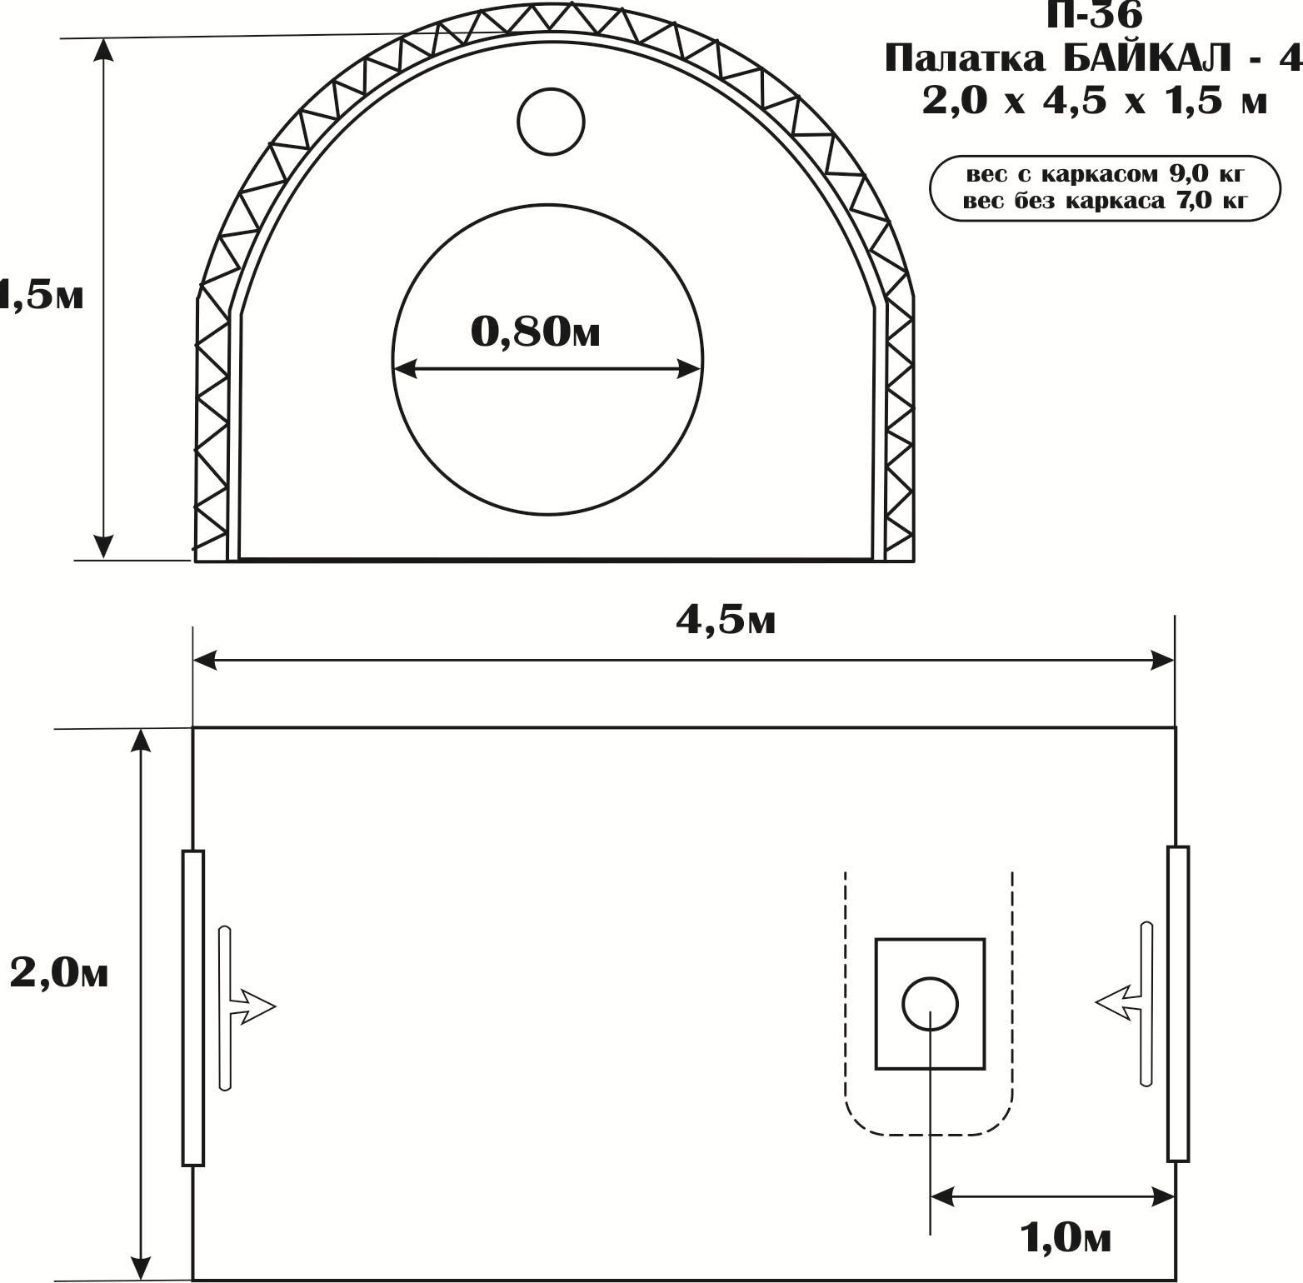 П-36
Палатка БАЙКАЛ - 4
2,0 х 4,5 х 1,5 м
вес с каркасом 9,0 кг
вес без каркаса 7,0 кг
1,5м
0,80м
4,5м
2,0м
1,0м